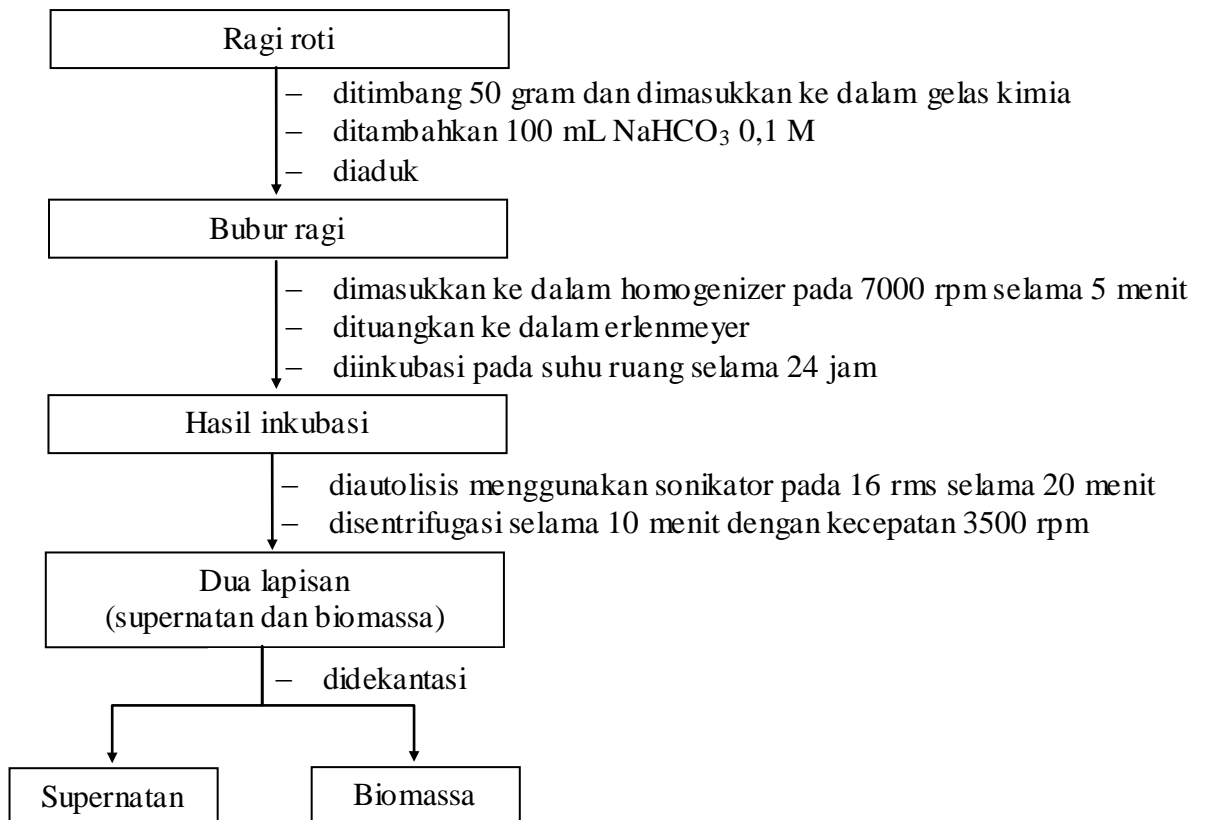 Ragi roti
– ditimbang 50 gram dan dimasukkan ke dalam gelas kimia
– ditambahkan 100 mL NaHCO₃ 0,1 M
– diaduk
Bubur ragi
– dimasukkan ke dalam homogenizer pada 7000 rpm selama 5 menit
– dituangkan ke dalam erlenmeyer
– diinkubasi pada suhu ruang selama 24 jam
Hasil inkubasi
– diautolisis menggunakan sonikator pada 16 rms selama 20 menit
– disentrifugasi selama 10 menit dengan kecepatan 3500 rpm
Dua lapisan
(supernatan dan biomassa)
– didekantasi
Supernatan
Biomassa